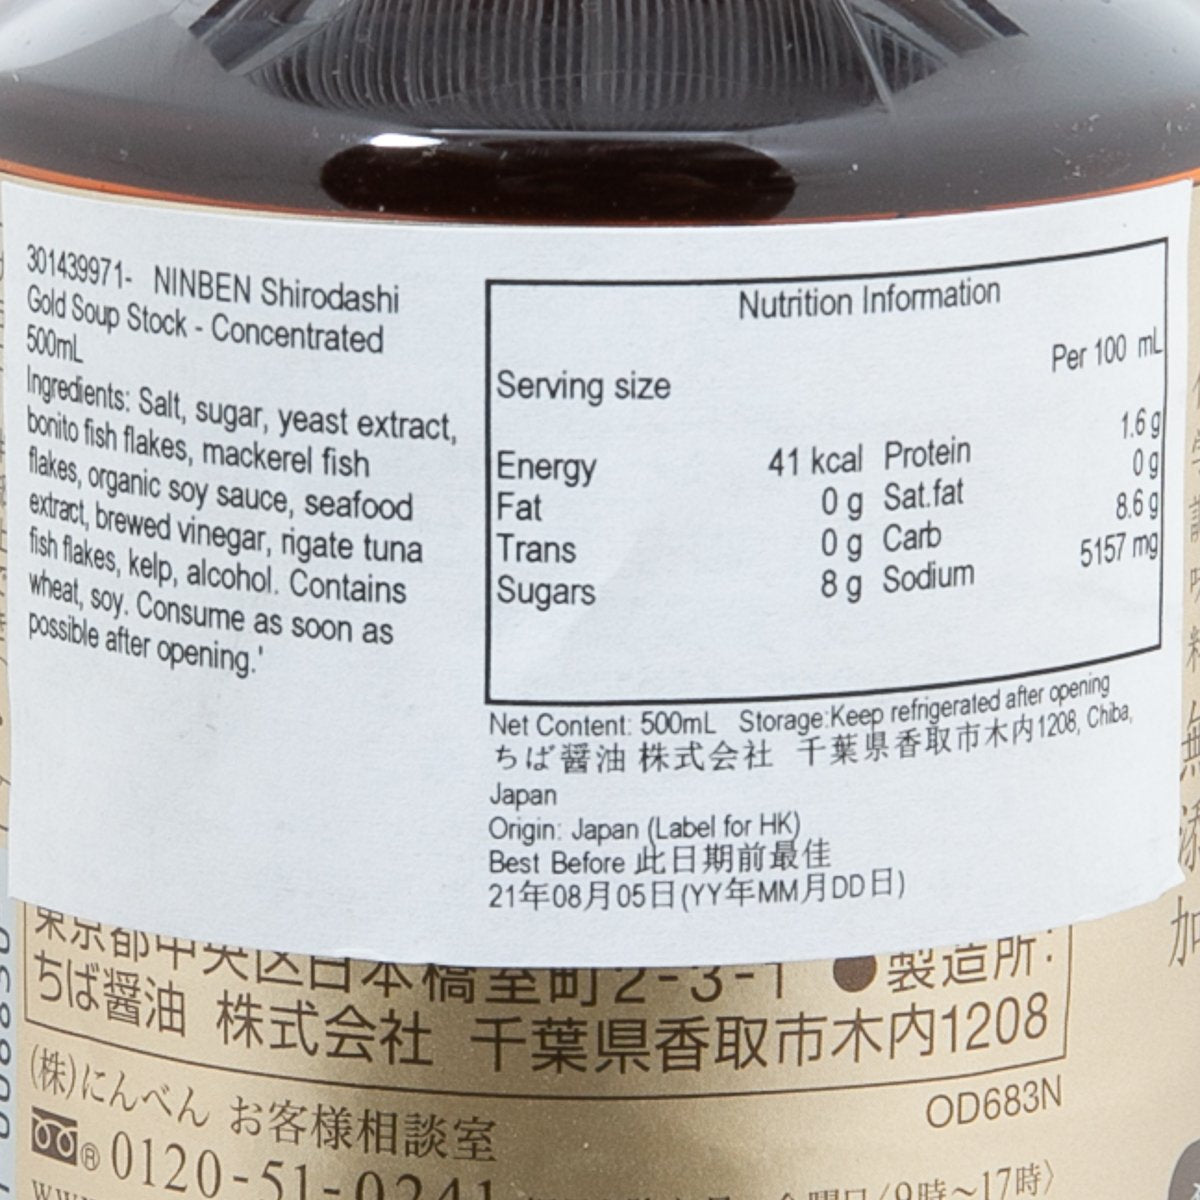 301439971- NINBEN Shirodashi
Gold Soup Stock - Concentrated
500mL
Ingredients: Salt, sugar, yeast extract,
bonito fish flakes, mackerel fish
flakes, organic soy sauce, seafood
extract, brewed vinegar, rigate tuna
fish flakes, kelp, alcohol. Contains
wheat, soy. Consume as soon as
possible after opening.'
Nutrition Information
Per 100 mL
Serving size
Energy 41 kcal Protein 1.6 g
Fat 0 g Sat.fat 0 g
Trans 0 g Carb 8.6 g
Sugars 8 g Sodium 5157 mg
Net Content: 500mL Storage:Keep refrigerated after opening
ちば醤油 株式会社 千葉県香取市木内1208, Chiba,
Japan
Origin: Japan (Label for HK)
Best Before 此日期前最佳
21年08月05日(YY年MM月DD日)
東京都中央区日本橋室町2-3-1 ●製造所:
ちば醤油 株式会社 千葉県香取市木内1208
OD683N
(株)にんべん お客様相談室
® 0120-51-0241
9時～17時〉
無添加